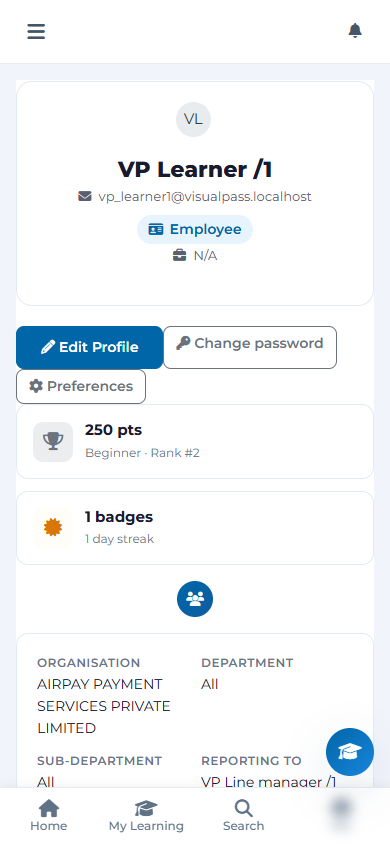 VL
VP Learner /1
vp_learner1@visualpass.localhost
Employee
N/A
Edit Profile
Change password
Preferences
250 pts
Beginner · Rank #2
1 badges
1 day streak
ORGANISATION
DEPARTMENT
AIRPAY PAYMENT
SERVICES PRIVATE
LIMITED
All
SUB-DEPARTMENT
REPORTING TO
All
VP Line manager /1
Home
My Learning
Search